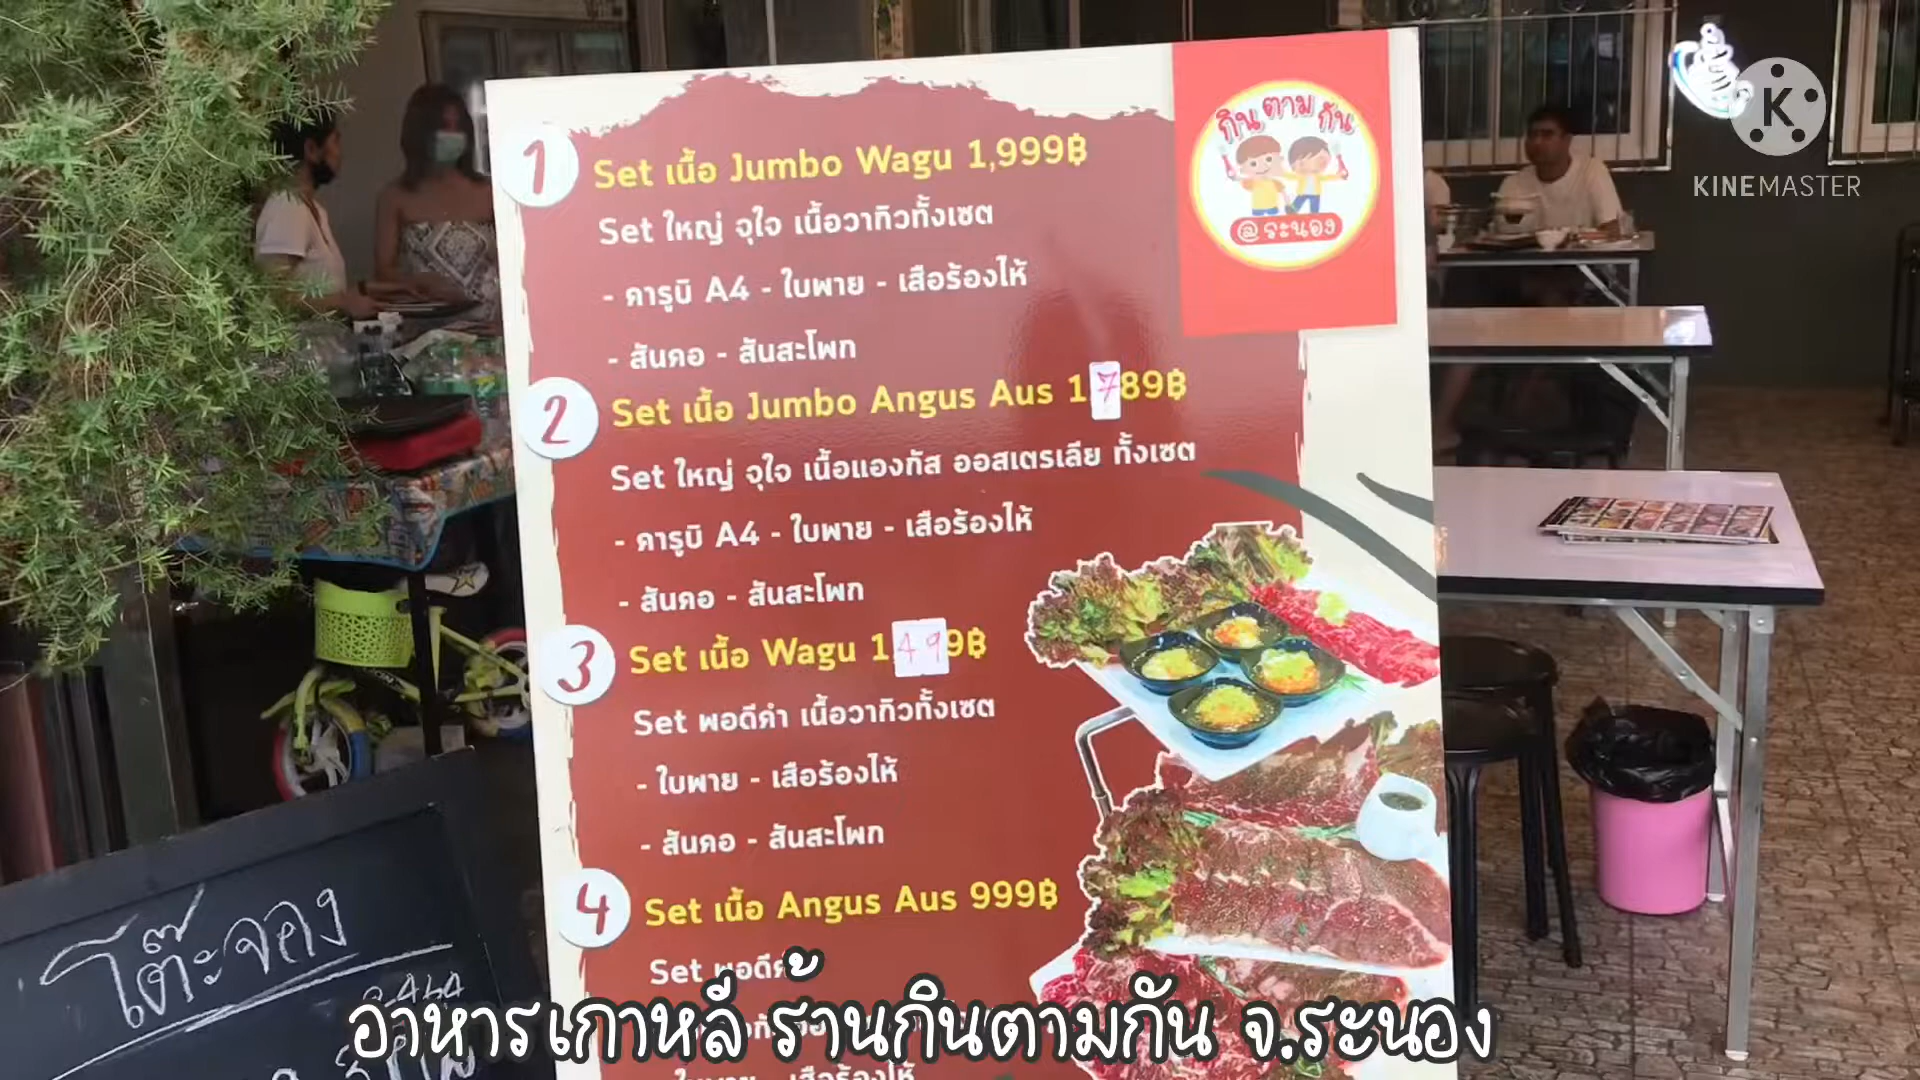 1 Set เนื้อ Jumbo Wagu 1,999฿
Set ใหญ่ จุใจ เนื้อวากิวทั้งเซต
- คารูบิ A4 - ใบพาย - เสือร้องไห้
- สันคอ - สันสะโพก
2 Set เนื้อ Jumbo Angus Aus 1789฿
Set ใหญ่ จุใจ เนื้อแองกัส ออสเตรเลีย ทั้งเซต
- คารูบิ A4 - ใบพาย - เสือร้องไห้
- สันคอ - สันสะโพก
3 Set เนื้อ Wagu 1499฿
Set พอดีคำ เนื้อวากิวทั้งเซต
- ใบพาย - เสือร้องไห้
- สันคอ - สันสะโพก
4 Set เนื้อ Angus Aus 999฿
Set พอดีคำ
- ใบพาย - เสือร้องไห้
กินตามกัน
@ระนอง
K
KINEMASTER
โต๊ะจอง
อาหารเกาหลี ร้านกินตามกัน จ.ระนอง